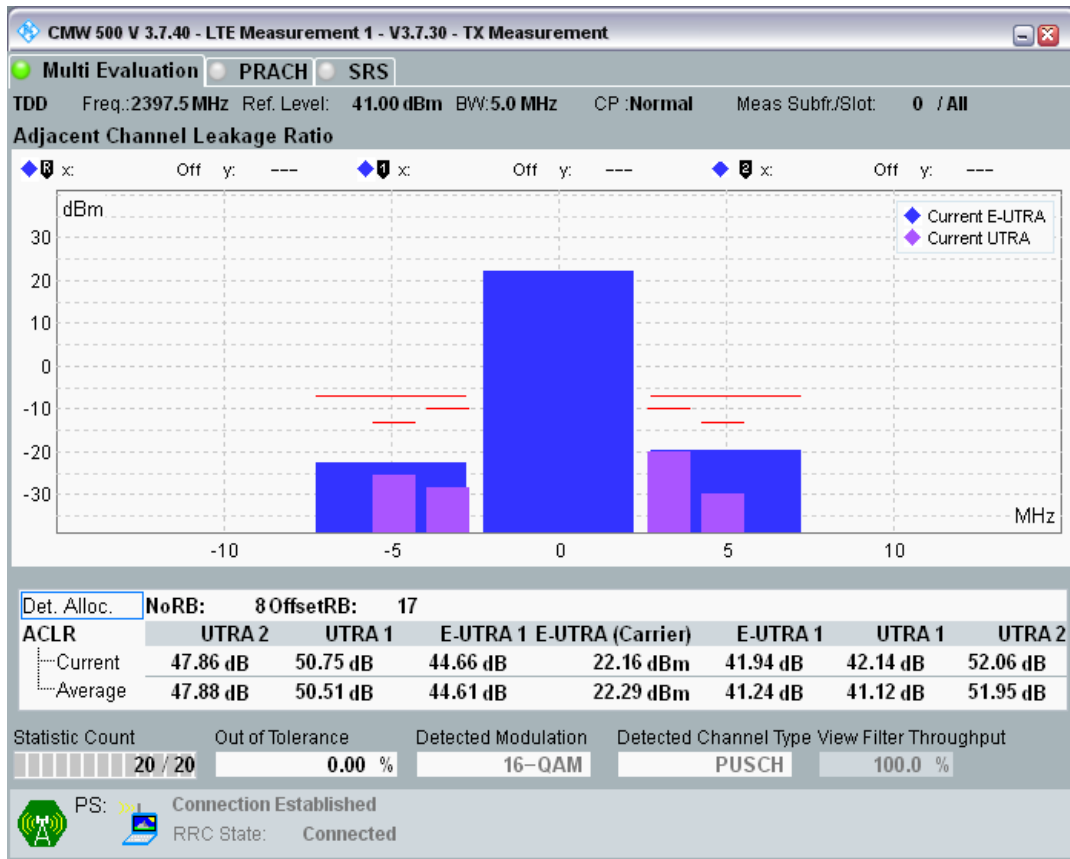 CMW 500 V 3.7.40 - LTE Measurement 1 - V3.7.30 - TX Measurement
Multi Evaluation PRACH SRS
TDD Freq.:2397.5 MHz Ref. Level: 41.00 dBm BW:5.0 MHz CP :Normal Meas Subfr./Slot: 0 / All
Adjacent Channel Leakage Ratio
R x: Off y: --- 1 x: Off y: --- 2 x: Off y: ---
dBm
Current E-UTRA
Current UTRA
30
20
10
0
-10
-20
-30
MHz
-10 -5 0 5 10
Det. Alloc. NoRB: 8 OffsetRB: 17
ACLR UTRA 2 UTRA 1 E-UTRA 1 E-UTRA (Carrier) E-UTRA 1 UTRA 1 UTRA 2
Current 47.86 dB 50.75 dB 44.66 dB 22.16 dBm 41.94 dB 42.14 dB 52.06 dB
Average 47.88 dB 50.51 dB 44.61 dB 22.29 dBm 41.24 dB 41.12 dB 51.95 dB
Statistic Count Out of Tolerance Detected Modulation Detected Channel Type View Filter Throughput
20 / 20 0.00 % 16-QAM PUSCH 100.0 %
PS: Connection Established
RRC State: Connected